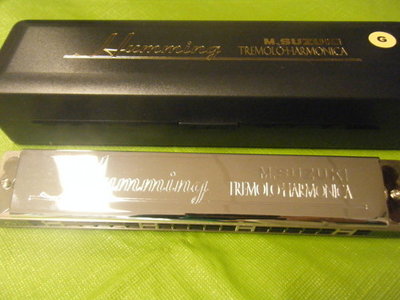 Humming
M.SUZUKI
TREMOLO HARMONICA
G
Humming
M.SUZUKI
TREMOLO HARMONICA